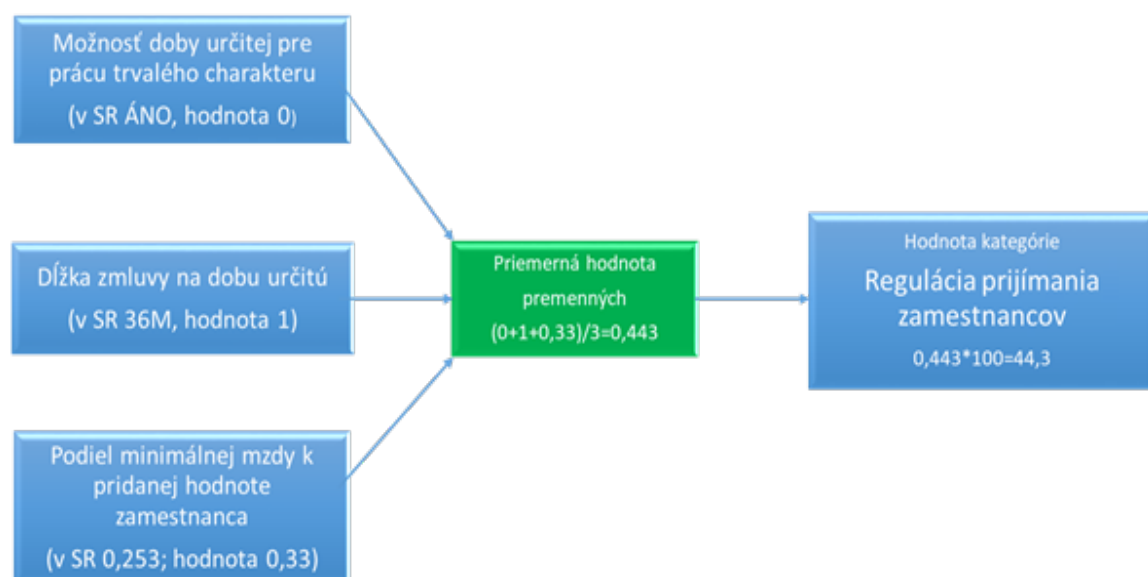 Možnosť doby určitej pre
prácu trvalého charakteru
(v SR ÁNO, hodnota 0)
Dĺžka zmluvy na dobu určitú
(v SR 36M, hodnota 1)
Podiel minimálnej mzdy k
pridanej hodnote
zamestnanca
(v SR 0,253; hodnota 0,33)
Priemerná hodnota
premenných
(0+1+0,33)/3=0,443
Hodnota kategórie
Regulácia prijímania
zamestnancov
0,443*100=44,3